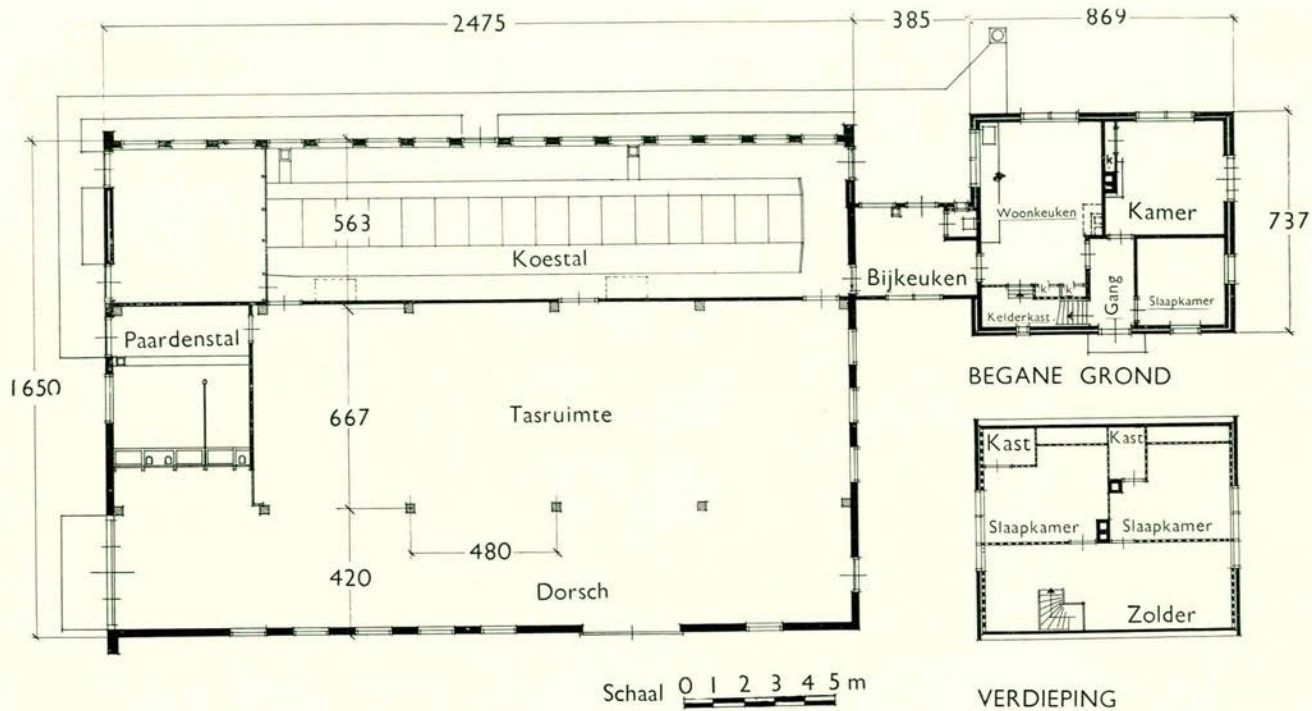 2475
385
869
563
Koestal
Woonkeuken
k
Kamer
737
Bijkeuken
k k
Gang
Slaapkamer
Kelderkast
Paardenstal
BEGANE GROND
1650
667
Tasruimte
Kast
Kast
Slaapkamer
Slaapkamer
480
420
Dorsch
Zolder
Schaal 0 1 2 3 4 5 m
VERDIEPING